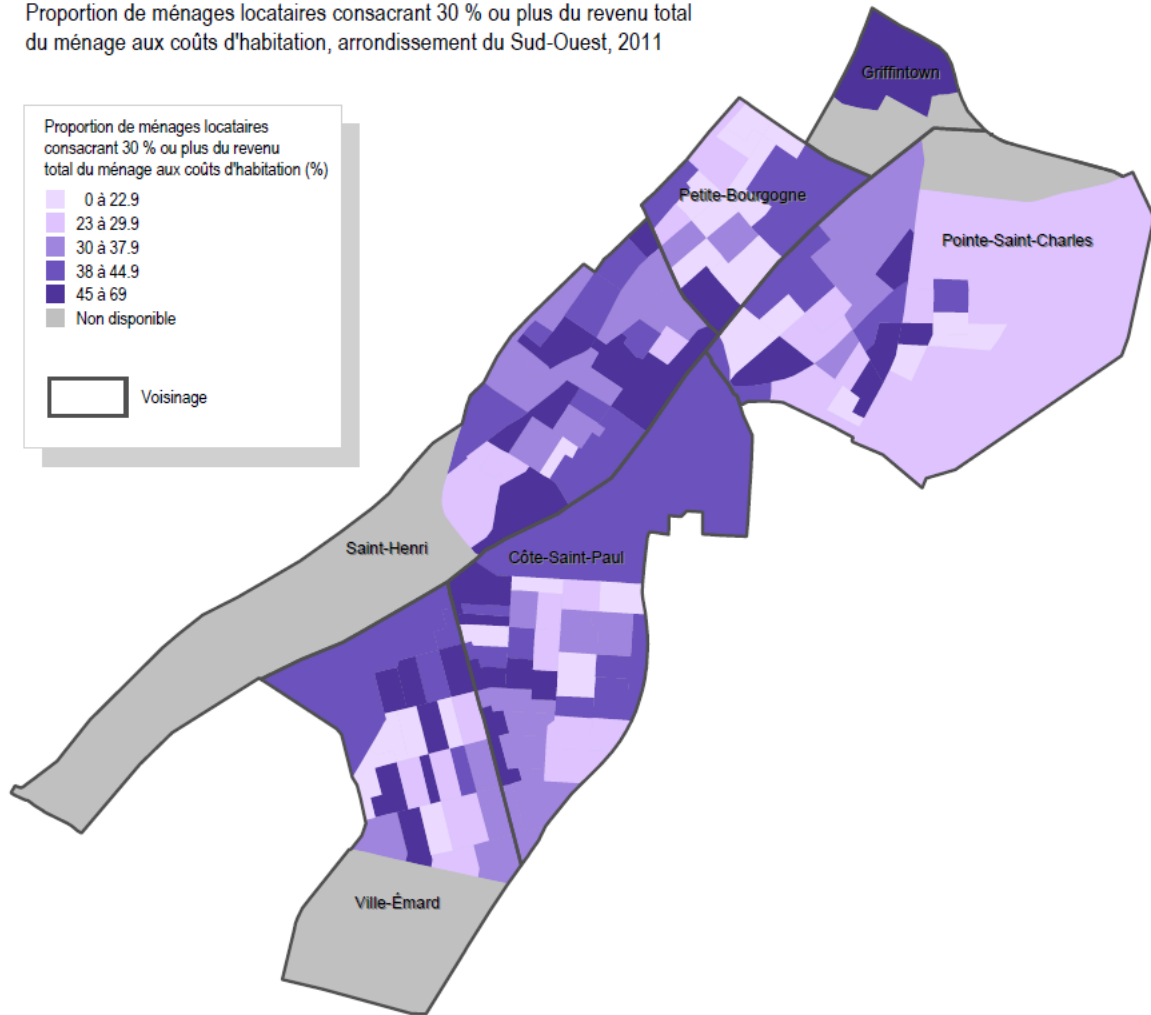 Proportion de ménages locataires consacrant 30 % ou plus du revenu total
du ménage aux coûts d'habitation, arrondissement du Sud-Ouest, 2011
Proportion de ménages locataires
consacrant 30 % ou plus du revenu
total du ménage aux coûts d'habitation (%)
0 à 22.9
23 à 29.9
30 à 37.9
38 à 44.9
45 à 69
Non disponible
Voisinage
Griffintown
Petite-Bourgogne
Pointe-Saint-Charles
Saint-Henri
Côte-Saint-Paul
Ville-Émard